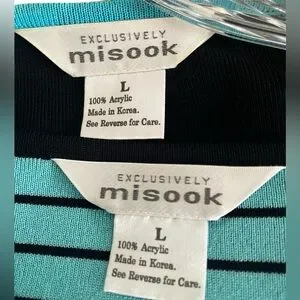 EXCLUSIVELY
misook
L
100% Acrylic
Made in Korea.
See Reverse for Care.
EXCLUSIVELY
misook
L
100% Acrylic
Made in Korea.
See Reverse for Care.